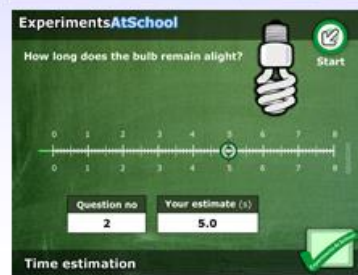 ExperimentsAtSchool
How long does the bulb remain alight?
Start
0 1 2 3 4 5 6 7 8
0 1 2 3 4 5 6 7 8
Question no
Your estimate (s)
2
5.0
Time estimation